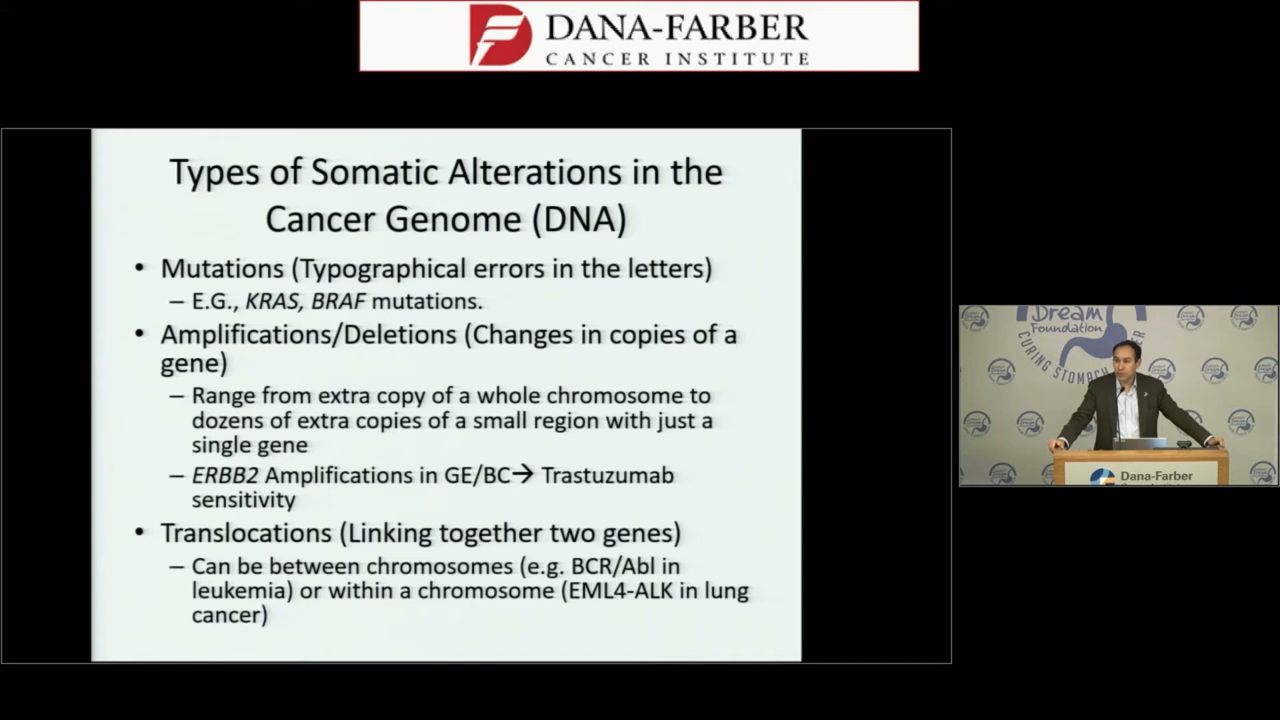 DANA-FARBER
CANCER INSTITUTE
Types of Somatic Alterations in the
Cancer Genome (DNA)
• Mutations (Typographical errors in the letters)
– E.G., KRAS, BRAF mutations.
• Amplifications/Deletions (Changes in copies of a
gene)
– Range from extra copy of a whole chromosome to
dozens of extra copies of a small region with just a
single gene
– ERBB2 Amplifications in GE/BC→ Trastuzumab
sensitivity
• Translocations (Linking together two genes)
– Can be between chromosomes (e.g. BCR/Abl in
leukemia) or within a chromosome (EML4-ALK in lung
cancer)
Dream
Foundation
CURING STOMACH
Dana-Farber